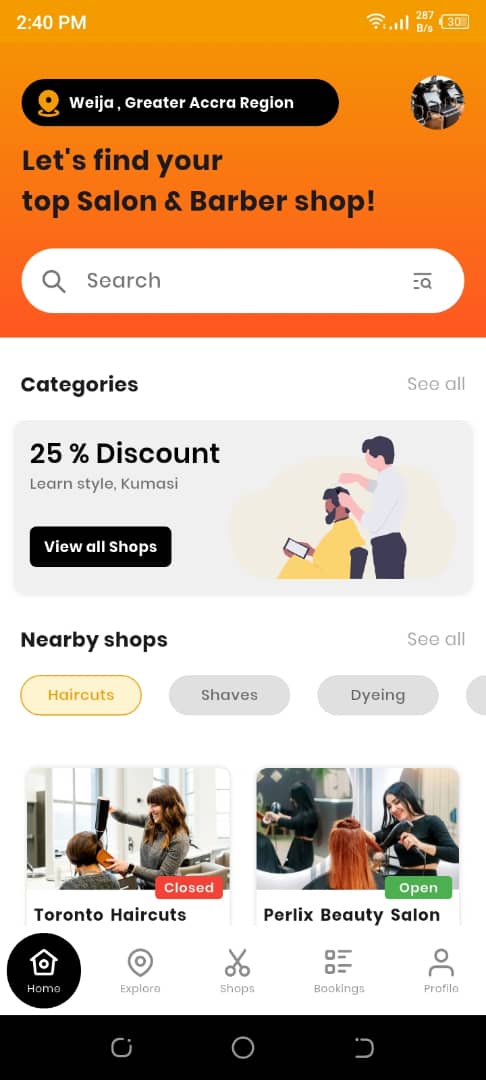 2:40 PM
287
B/s
30
Weija , Greater Accra Region
Let's find your
top Salon & Barber shop!
Search
Categories
See all
25 % Discount
Learn style, Kumasi
View all Shops
Nearby shops
See all
Haircuts
Shaves
Dyeing
Closed
Open
Toronto Haircuts
Perlix Beauty Salon
Home
Explore
Shops
Bookings
Profile